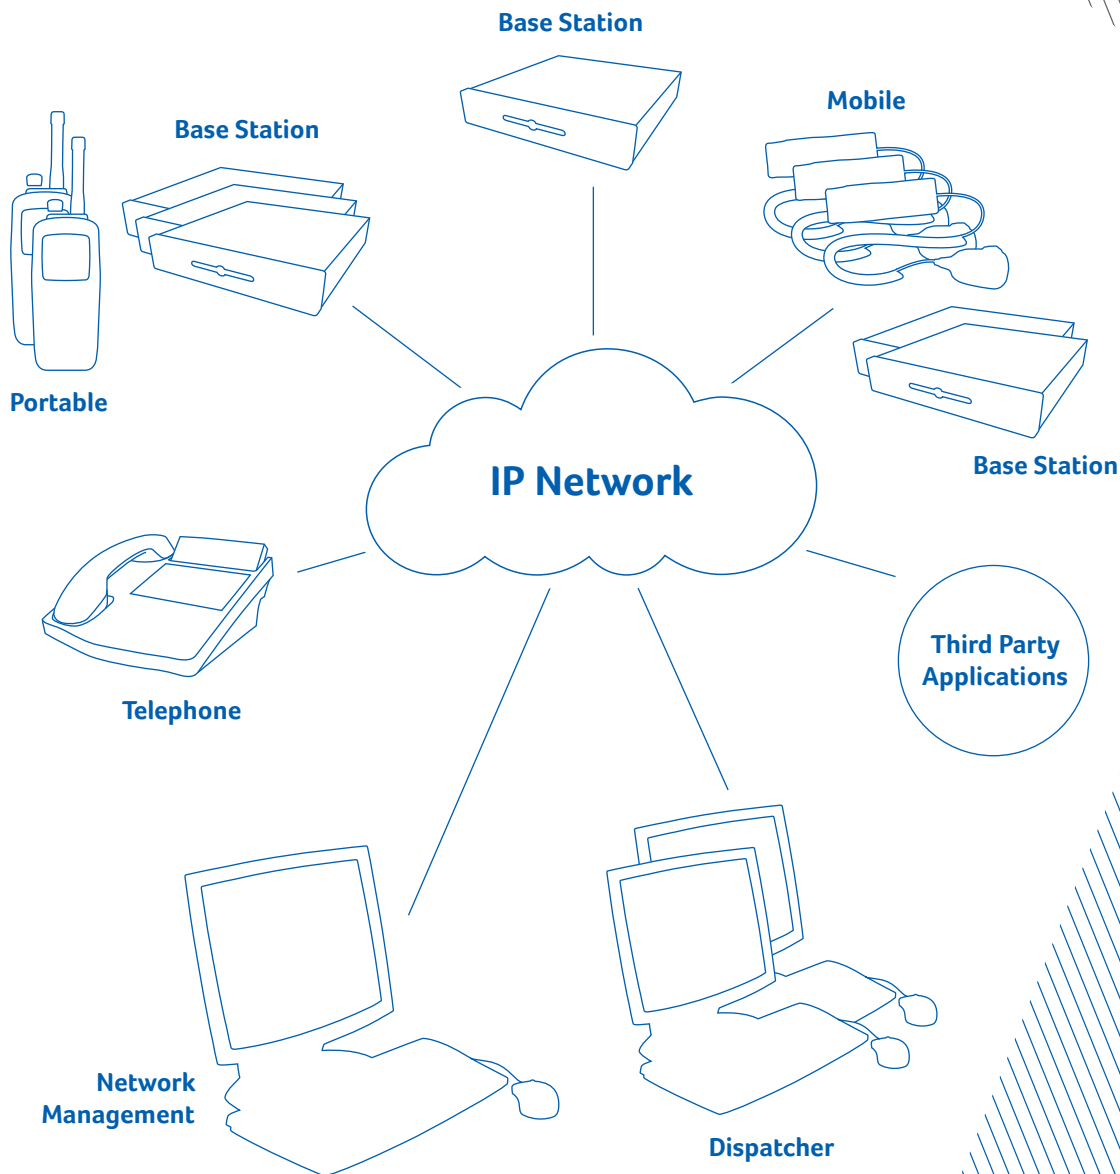 Base Station
Mobile
Base Station
Portable
IP Network
Base Station
Telephone
Third Party
Applications
Network
Management
Dispatcher